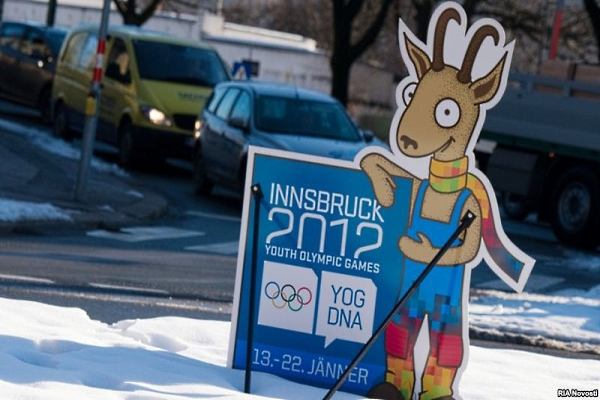 INNSBRUCK
2012
YOUTH OLYMPIC GAMES
YOG
DNA
13.-22. JÄNNER
RIA Novosti